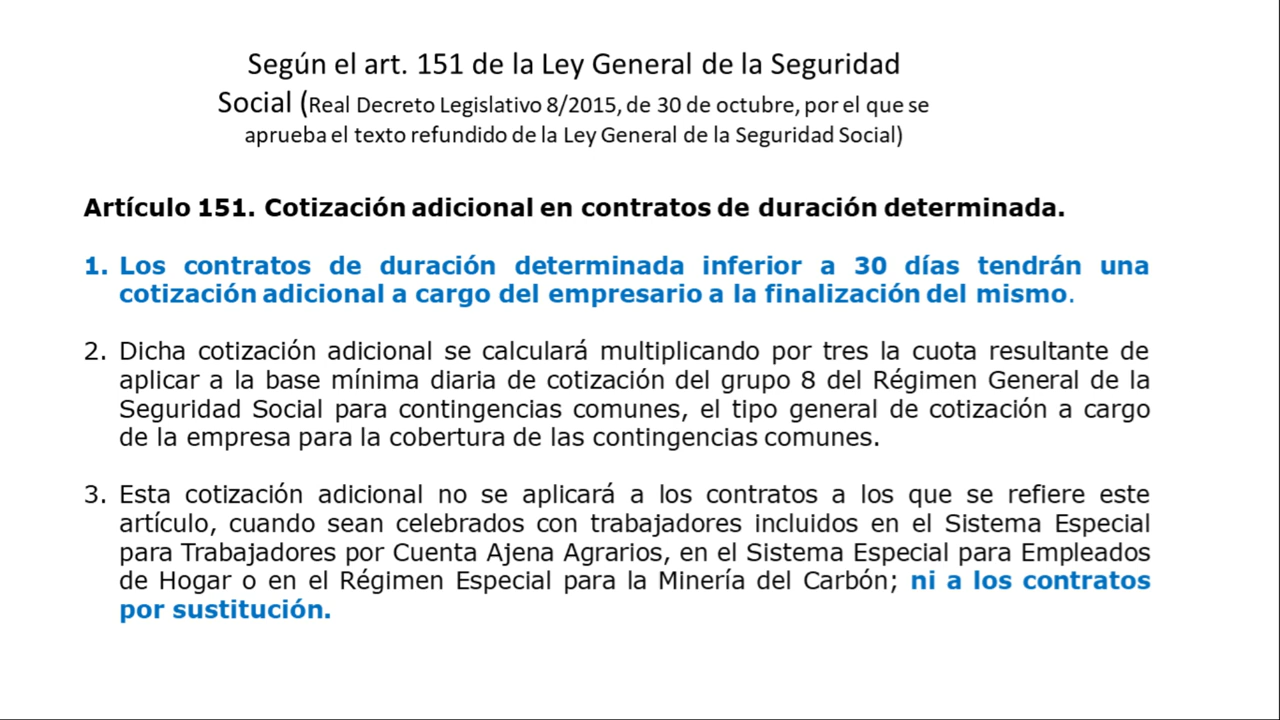 Según el art. 151 de la Ley General de la Seguridad
Social (Real Decreto Legislativo 8/2015, de 30 de octubre, por el que se
aprueba el texto refundido de la Ley General de la Seguridad Social)
Artículo 151. Cotización adicional en contratos de duración determinada.
1. Los contratos de duración determinada inferior a 30 días tendrán una
cotización adicional a cargo del empresario a la finalización del mismo.
2. Dicha cotización adicional se calculará multiplicando por tres la cuota resultante de
aplicar a la base mínima diaria de cotización del grupo 8 del Régimen General de la
Seguridad Social para contingencias comunes, el tipo general de cotización a cargo
de la empresa para la cobertura de las contingencias comunes.
3. Esta cotización adicional no se aplicará a los contratos a los que se refiere este
artículo, cuando sean celebrados con trabajadores incluidos en el Sistema Especial
para Trabajadores por Cuenta Ajena Agrarios, en el Sistema Especial para Empleados
de Hogar o en el Régimen Especial para la Minería del Carbón; ni a los contratos
por sustitución.